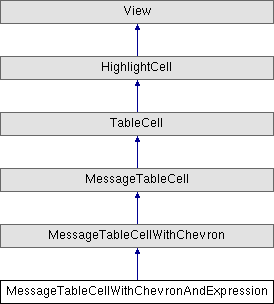 View
HighlightCell
TableCell
MessageTableCell
MessageTableCellWithChevron
MessageTableCellWithChevronAndExpression